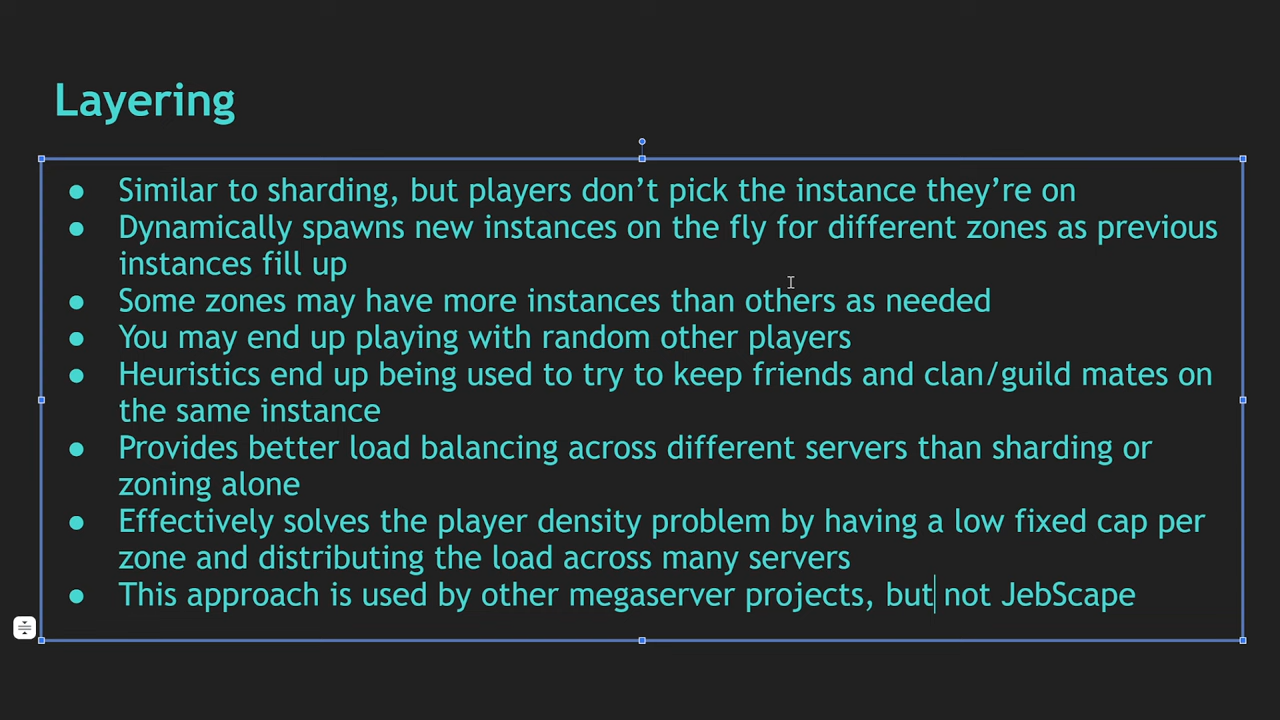 Layering
● Similar to sharding, but players don’t pick the instance they’re on
● Dynamically spawns new instances on the fly for different zones as previous
instances fill up
● Some zones may have more instances than others as needed
● You may end up playing with random other players
● Heuristics end up being used to try to keep friends and clan/guild mates on
the same instance
● Provides better load balancing across different servers than sharding or
zoning alone
● Effectively solves the player density problem by having a low fixed cap per
zone and distributing the load across many servers
● This approach is used by other megaserver projects, but not JebScape